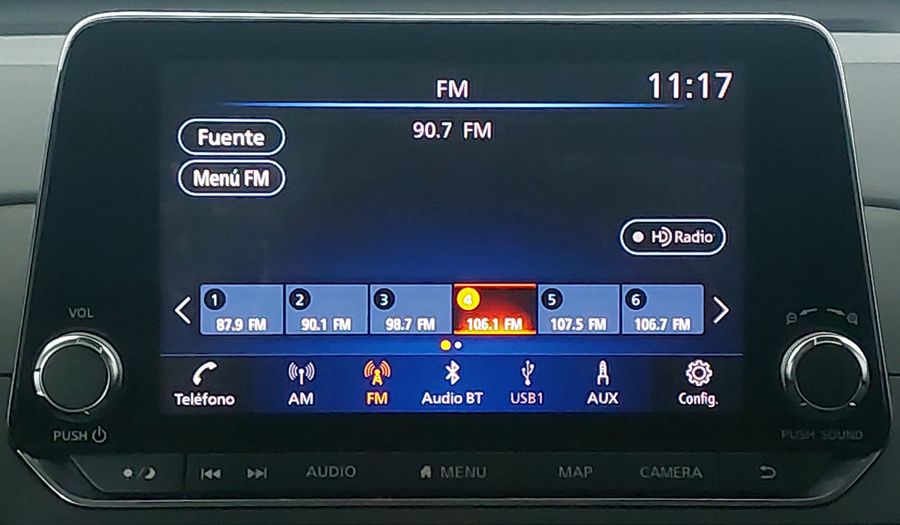 FM
11:17
90.7 FM
Fuente
Menú FM
HD Radio
1 2 3 4 5 6
87.9 FM 90.1 FM 98.7 FM 106.1 FM 107.5 FM 106.7 FM
Teléfono AM FM Audio BT USB1 AUX Config.
VOL
PUSH
PUSH SOUND
AUDIO MENU MAP CAMERA